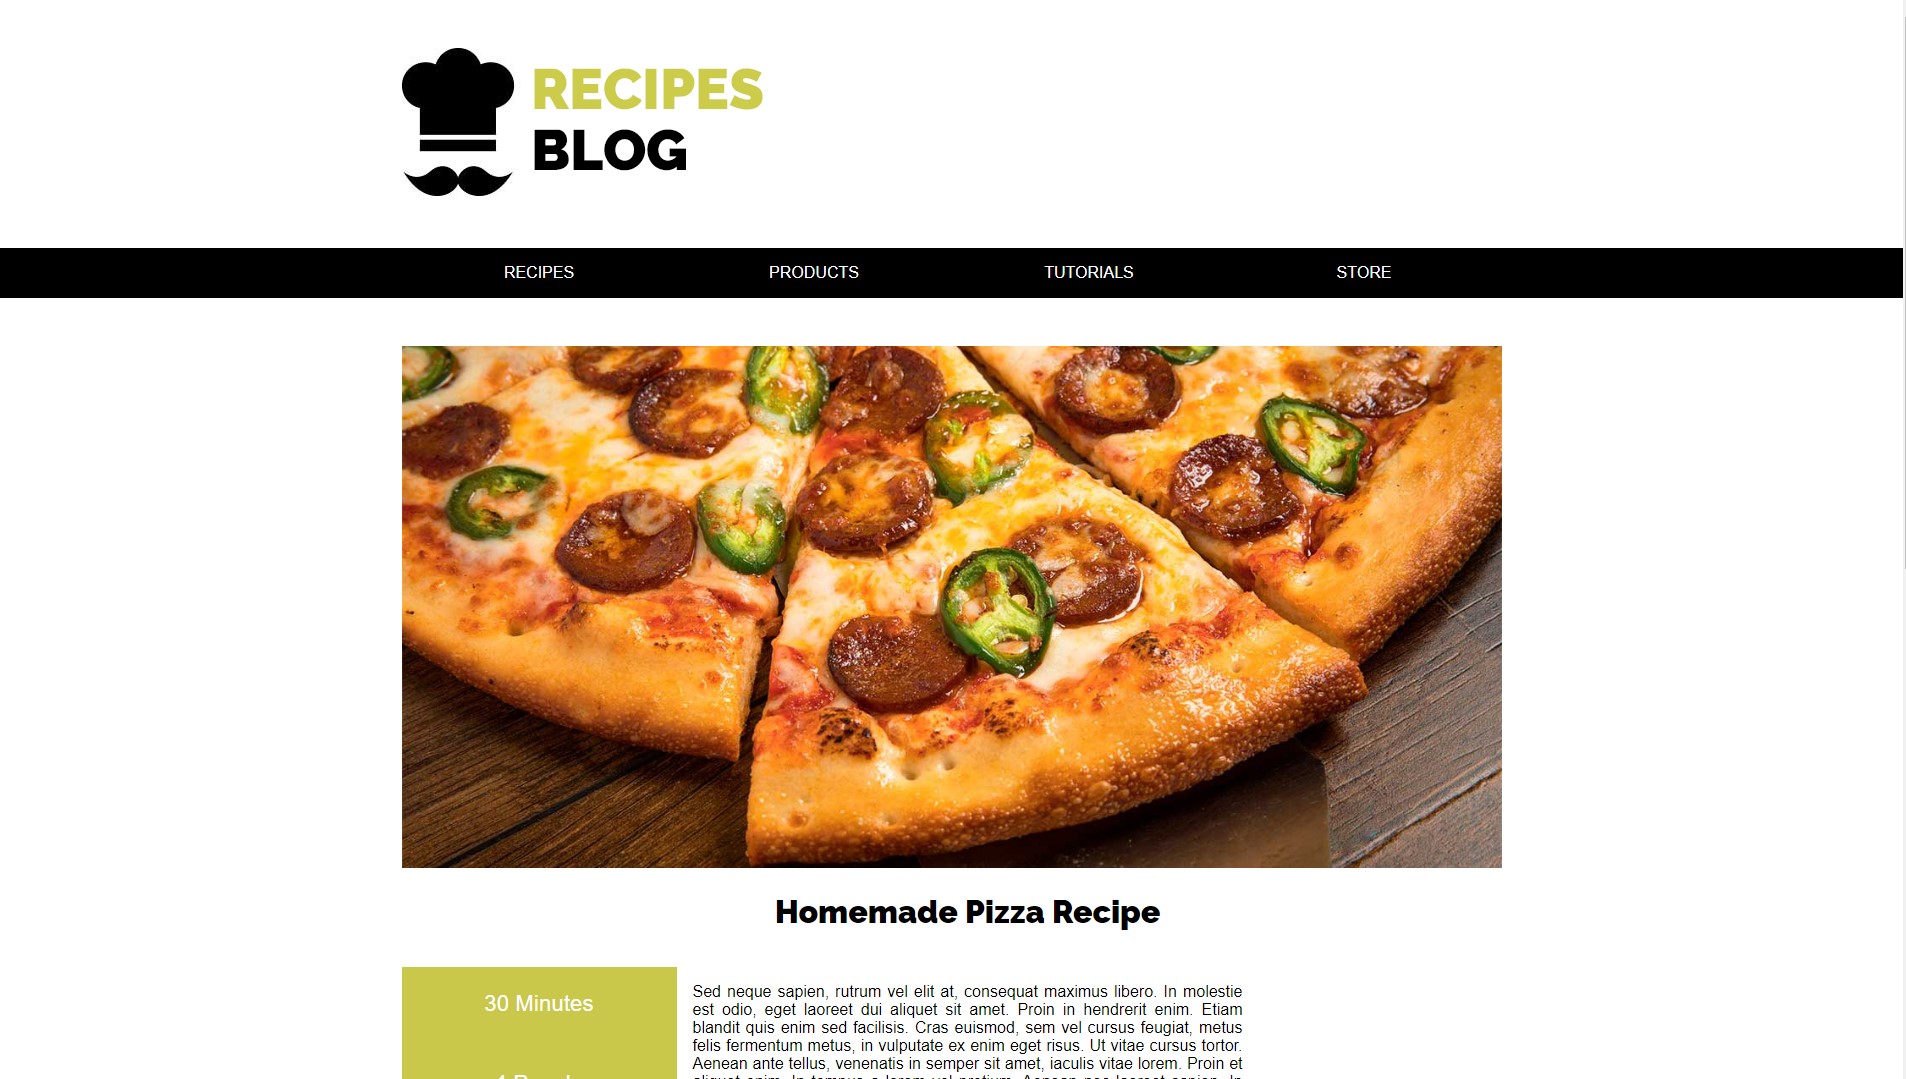 RECIPES
BLOG
RECIPES PRODUCTS TUTORIALS STORE
Homemade Pizza Recipe
30 Minutes
Sed neque sapien, rutrum vel elit at, consequat maximus libero. In molestie
est odio, eget laoreet dui aliquet sit amet. Proin in hendrerit enim. Etiam
blandit quis enim sed facilisis. Cras euismod, sem vel cursus feugiat, metus
felis fermentum metus, in vulputate ex enim eget risus. Ut vitae cursus tortor.
Aenean ante tellus, venenatis in semper sit amet, iaculis vitae lorem. Proin et